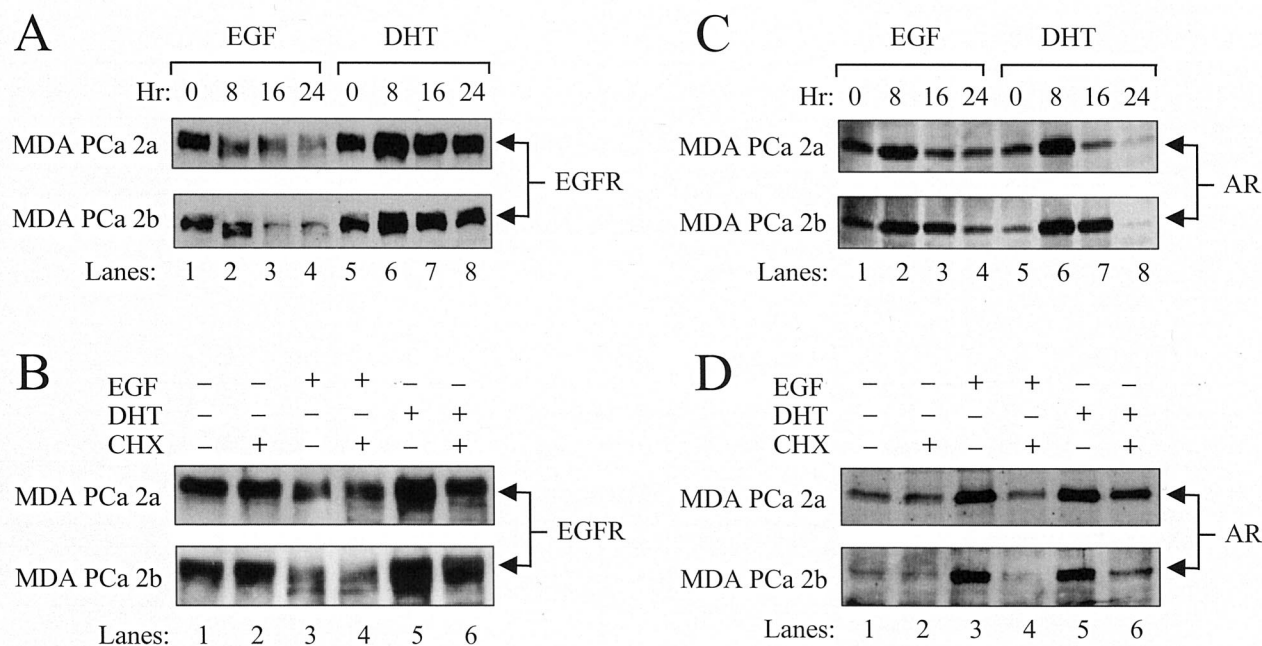 A
EGF DHT
Hr: 0 8 16 24 0 8 16 24
MDA PCa 2a
EGFR
MDA PCa 2b
Lanes: 1 2 3 4 5 6 7 8
C
EGF DHT
Hr: 0 8 16 24 0 8 16 24
MDA PCa 2a
AR
MDA PCa 2b
Lanes: 1 2 3 4 5 6 7 8
B
EGF – – + + – –
DHT – – – – + +
CHX – + – + – +
MDA PCa 2a
EGFR
MDA PCa 2b
Lanes: 1 2 3 4 5 6
D
EGF – – + + – –
DHT – – – – + +
CHX – + – + – +
MDA PCa 2a
AR
MDA PCa 2b
Lanes: 1 2 3 4 5 6